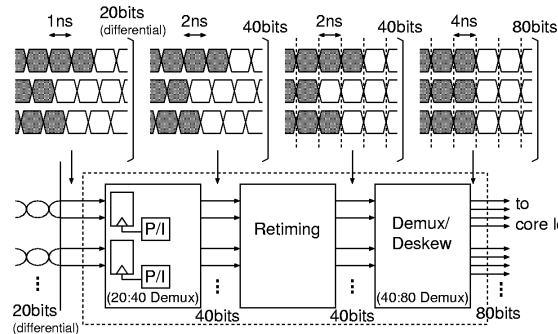 1ns
20bits
(differential)
2ns
40bits
2ns
40bits
4ns
80bits
P/I
P/I
(20:40 Demux)
Retiming
Demux/
Deskew
(40:80 Demux)
to
core
20bits
(differential)
40bits
40bits
80bits